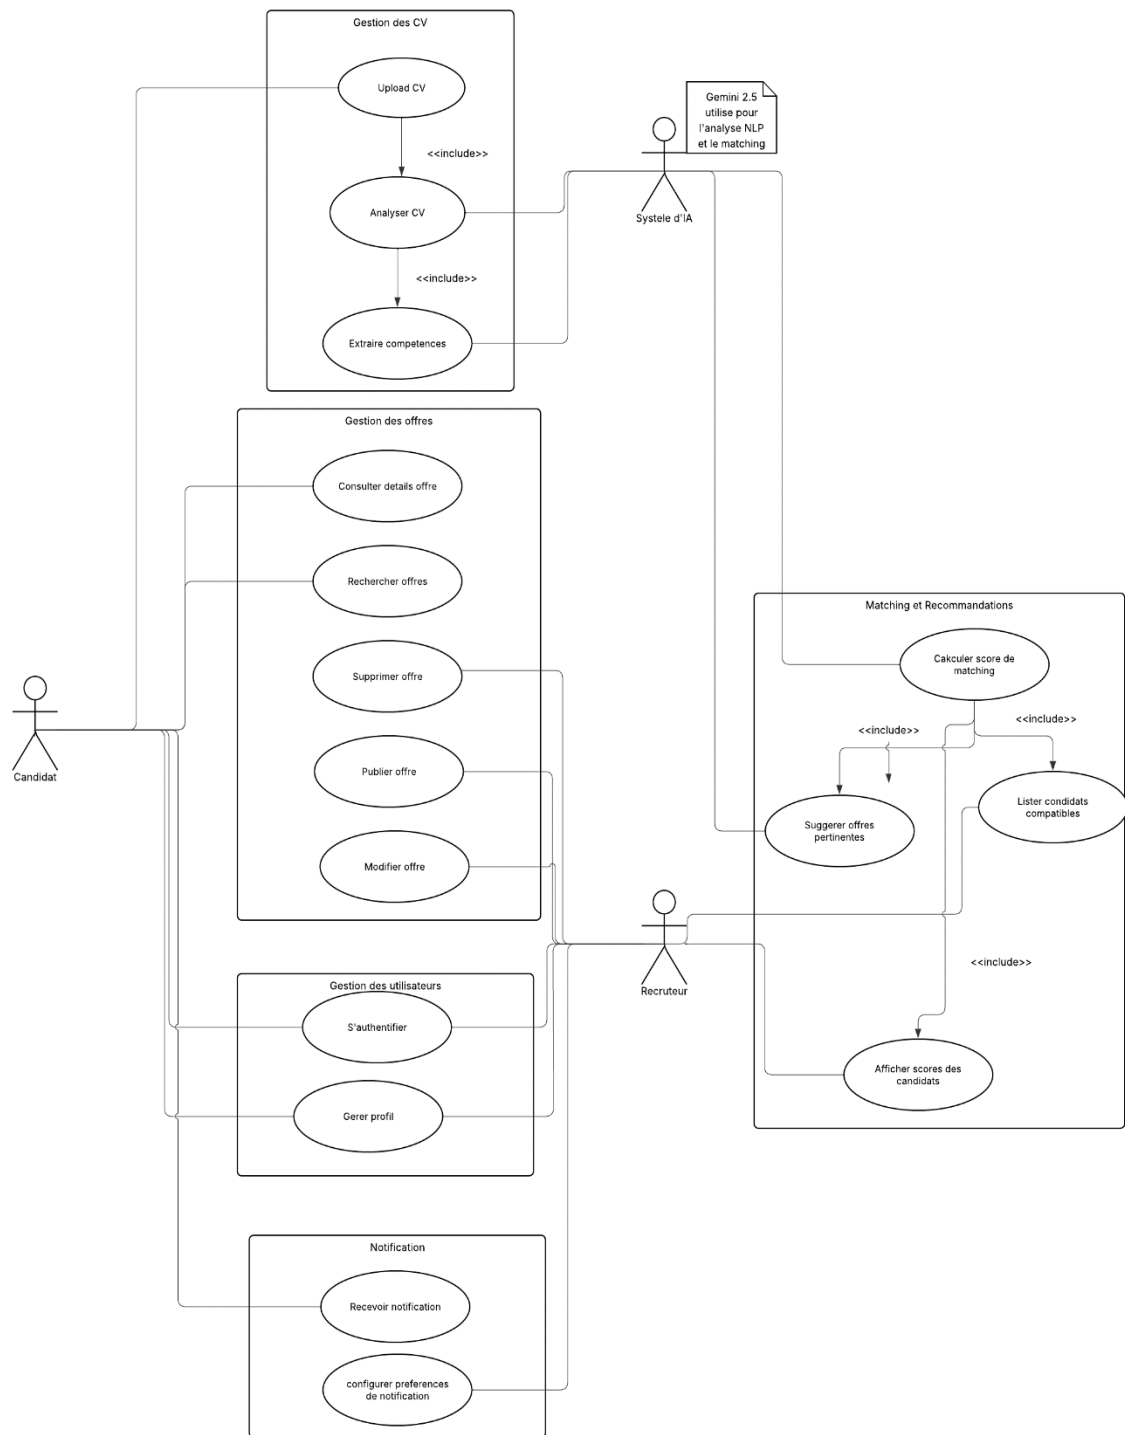 Gestion des CV
Upload CV
<<include>>
Analyser CV
<<include>>
Extraire competences
Gemini 2.5
utilise pour
l'analyse NLP
et le matching
Systele d'IA
Gestion des offres
Consulter details offre
Rechercher offres
Supprimer offre
Publier offre
Modifier offre
Candidat
Matching et Recommandations
Cakculer score de
matching
<<include>>
<<include>>
Suggerer offres
pertinentes
Lister condidats
compatibles
Recruteur
<<include>>
Afficher scores des
candidats
Gestion des utilisateurs
S'authentifier
Gerer profil
Notification
Recevoir notification
configurer preferences
de notification